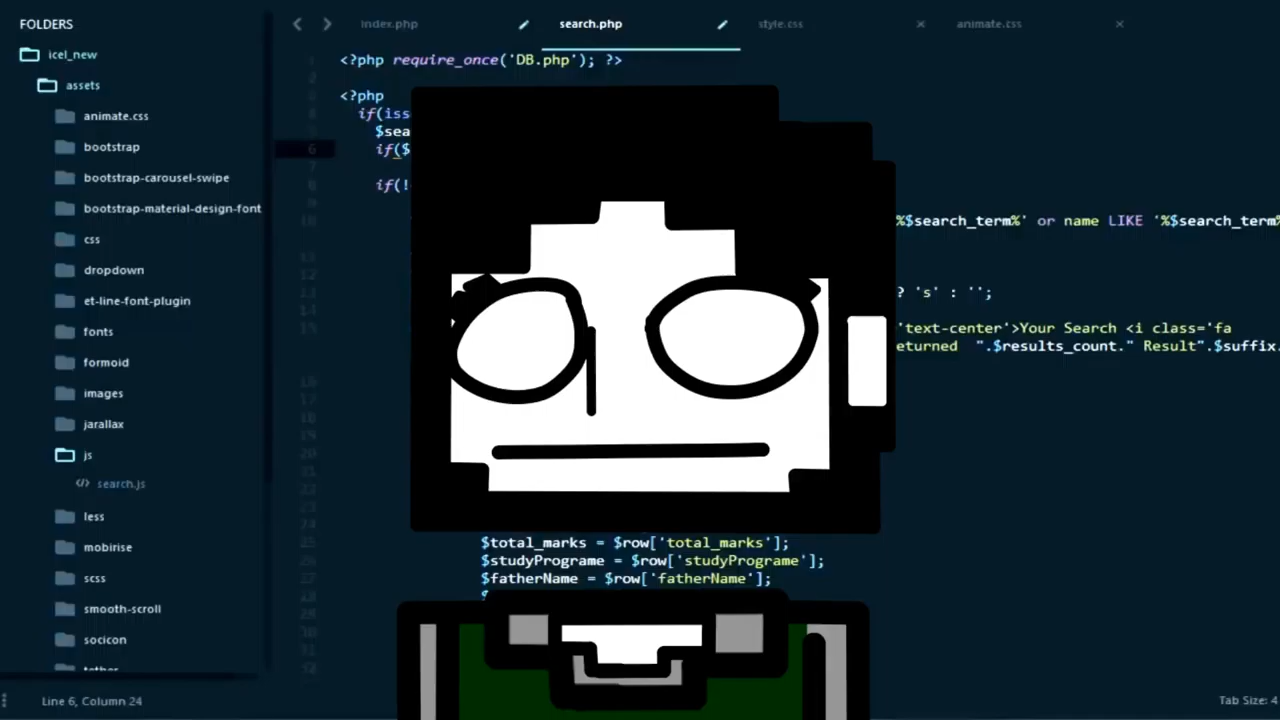 FOLDERS
index.php
search.php
style.css
animate.css
icel_new
assets
animate.css
bootstrap
bootstrap-carousel-swipe
bootstrap-material-design-font
css
dropdown
et-line-font-plugin
fonts
formoid
images
jarallax
js
search.js
less
mobirise
scss
smooth-scroll
socicon
tether
<?php require_once('DB.php'); ?>
<?php
if(iss
$sea
if($
if(!
%$search_term%' or name LIKE '%$search_term%
? 's' : '';
'text-center'>Your Search <i class='fa
eturned ".$results_count." Result".$suffix.
$total_marks = $row['total_marks'];
$studyPrograme = $row['studyPrograme'];
$fatherName = $row['fatherName'];
Line 6, Column 24
Tab Size: 4